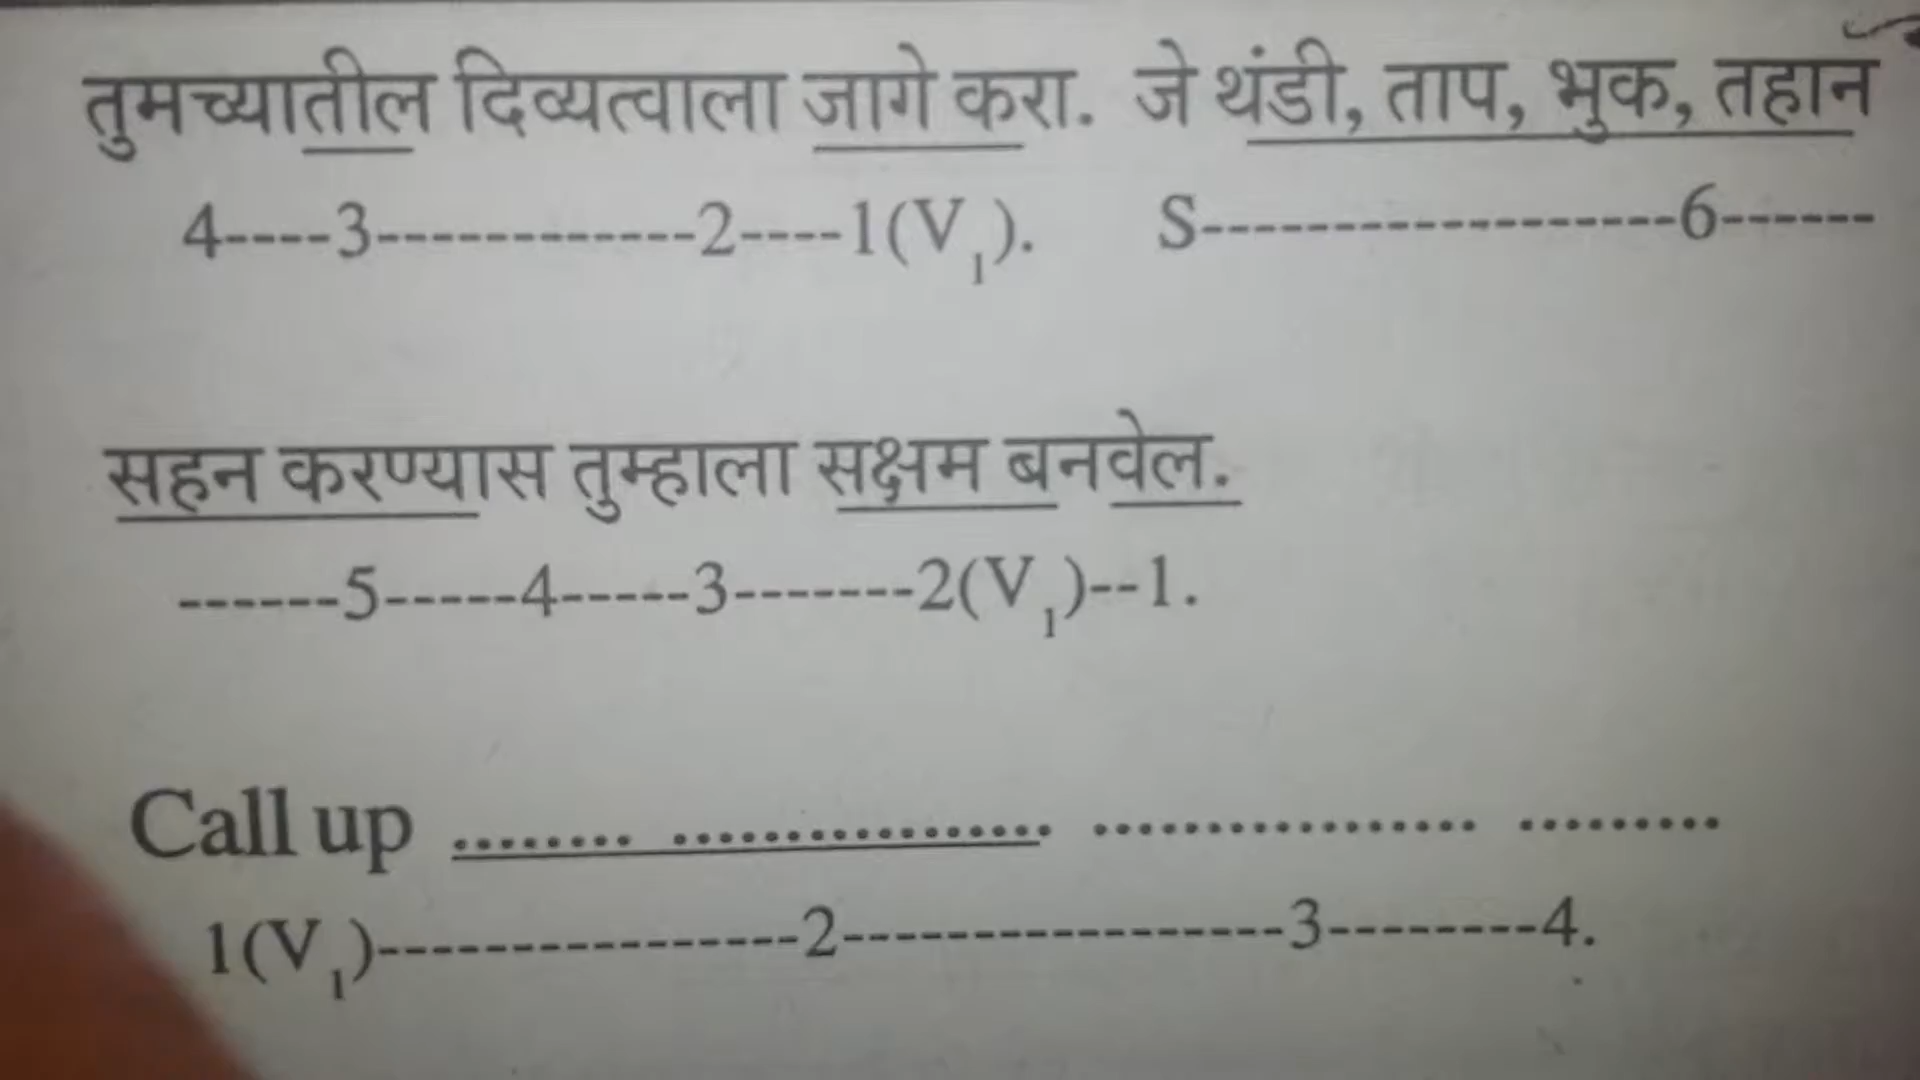 तुमच्यातील दिव्यत्वाला जागे करा. जे थंडी, ताप, भुक, तहान
4----3------------2----1(V₁). S------------------6------
सहन करण्यास तुम्हाला सक्षम बनवेल.
------5-----4-----3-------2(V₁)--1.
Call up ........ .................. ................. .........
1(V₁)----------------2-----------------3--------4.